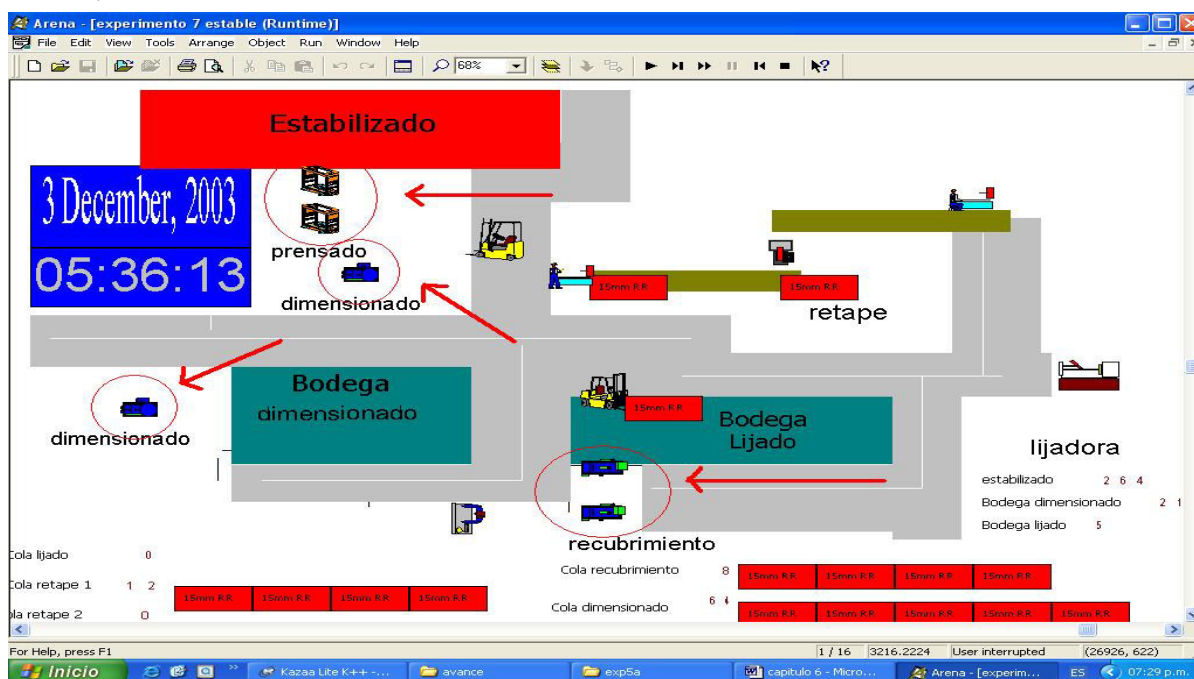 Arena - [experimento 7 estable (Runtime)]
File Edit View Tools Arrange Object Run Window Help
68%
Estabilizado
3 December, 2003
05:36:13
prensado
dimensionado
15mm R R
15mm R R
retape
Bodega
dimensionado
dimensionado
15mm R R
Bodega
Lijado
lijadora
estabilizado 2 6 4
Bodega dimensionado 2 1
Bodega lijado 5
recubrimiento
Cola lijado 0
Cola retape 1 1 2
15mm R R 15mm R R 15mm R R 15mm R R
ola retape 2 0
Cola recubrimiento 8
15mm R R 15mm R R 15mm R R 15mm R R
Cola dimensionado 6
15mm R R 15mm R R 15mm R R 15mm R R 15mm R R
For Help, press F1
1 / 16 3216.2224 User interrupted (26926, 622)
Inicio
Kazaa Lite K++ -...
avance
exp5a
capitulo 6 - Micro...
Arena - [experim...
ES
07:29 p.m.